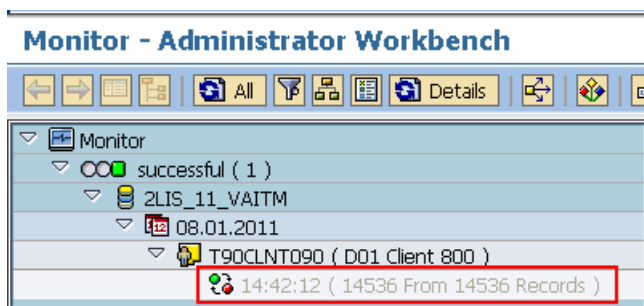 Monitor - Administrator Workbench
All Details
Monitor
successful ( 1 )
2LIS_11_VAITM
08.01.2011
T90CLNT090 ( D01 Client 800 )
14:42:12 ( 14536 From 14536 Records )